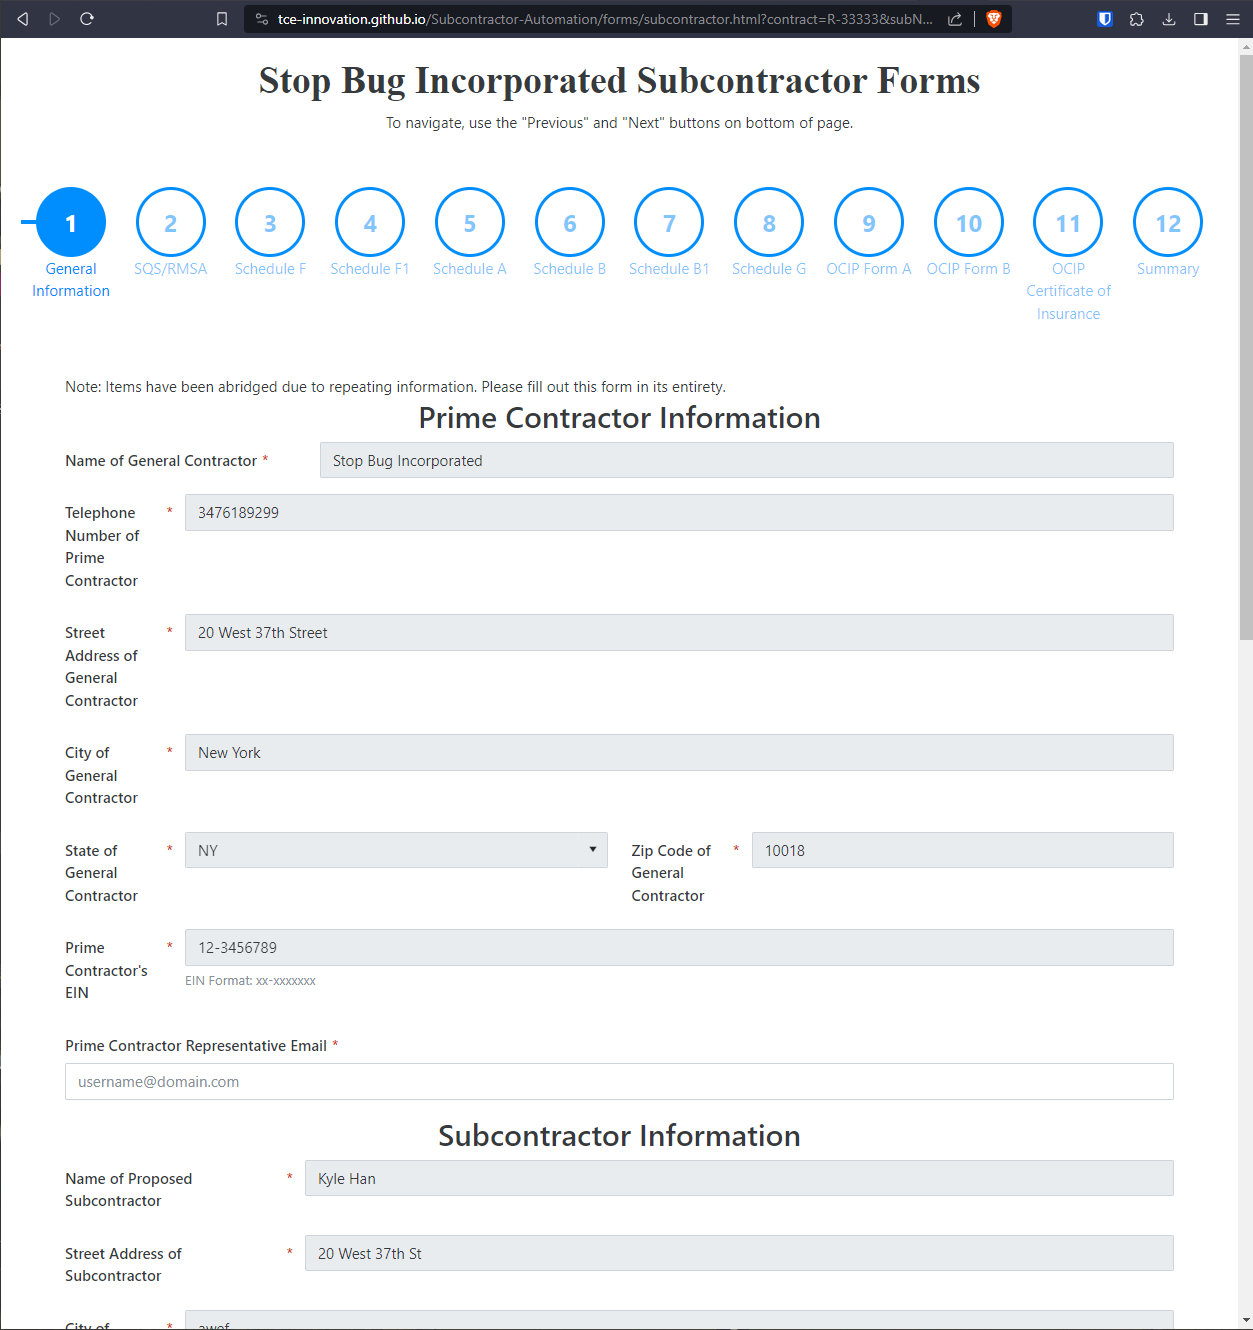 tce-innovation.github.io/Subcontractor-Automation/forms/subcontractor.html?contract=R-33333&subN...
Stop Bug Incorporated Subcontractor Forms
To navigate, use the "Previous" and "Next" buttons on bottom of page.
1 2 3 4 5 6 7 8 9 10 11 12
General SQS/RMSA Schedule F Schedule F1 Schedule A Schedule B Schedule B1 Schedule G OCIP Form A OCIP Form B OCIP Summary
Information Certificate of
Insurance
Note: Items have been abridged due to repeating information. Please fill out this form in its entirety.
Prime Contractor Information
Name of General Contractor * Stop Bug Incorporated
Telephone * 3476189299
Number of
Prime
Contractor
Street * 20 West 37th Street
Address of
General
Contractor
City of * New York
General
Contractor
State of * NY Zip Code of * 10018
General General
Contractor Contractor
Prime * 12-3456789
Contractor's EIN Format: xx-xxxxxxx
EIN
Prime Contractor Representative Email *
username@domain.com
Subcontractor Information
Name of Proposed * Kyle Han
Subcontractor
Street Address of * 20 West 37th St
Subcontractor
City of * awef